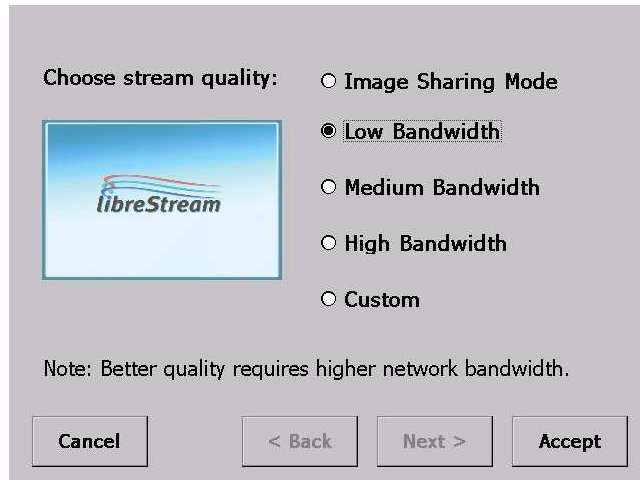 Choose stream quality:
libreStream
Image Sharing Mode
Low Bandwidth
Medium Bandwidth
High Bandwidth
Custom
Note: Better quality requires higher network bandwidth.
Cancel
< Back
Next >
Accept